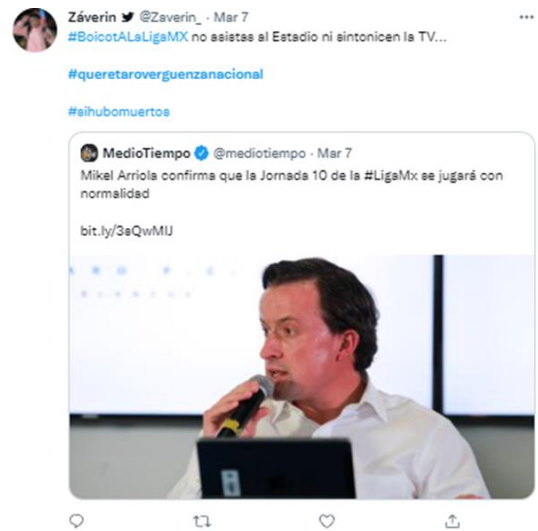 Záverin @Zaverin_ · Mar 7
#BoicotALaLigaMX no asistas al Estadio ni sintonicen la TV...
#queretaroverguenzanacional
#sihubomuertos
MedioTiempo @mediotiempo · Mar 7
Mikel Arriola confirma que la Jornada 10 de la #LigaMx se jugará con
normalidad
bit.ly/3sQwMIJ